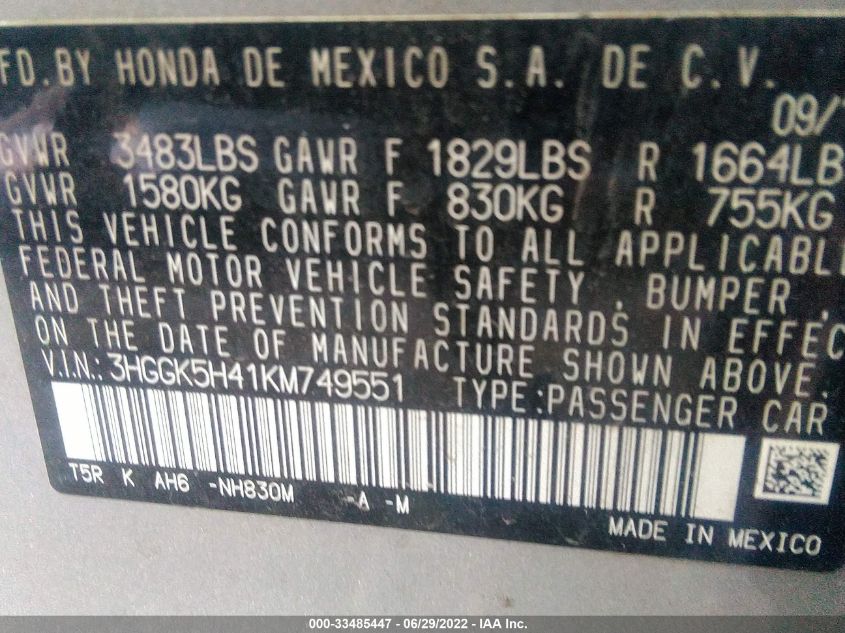 FD. BY HONDA DE MEXICO S.A. DE C.V.
09/
GVWR 3483LBS GAWR F 1829LBS R 1664LB
GVWR 1580KG GAWR F 830KG R 755KG
THIS VEHICLE CONFORMS TO ALL APPLICABLE
FEDERAL MOTOR VEHICLE SAFETY, BUMPER,
AND THEFT PREVENTION STANDARDS IN EFFEC
ON THE DATE OF MANUFACTURE SHOWN ABOVE.
V.I.N.: 3HGGK5H41KM749551 TYPE:PASSENGER CAR
T5R K AH6 -NH830M -A -M
MADE IN MEXICO
000-33485447 - 06/29/2022 - IAA Inc.